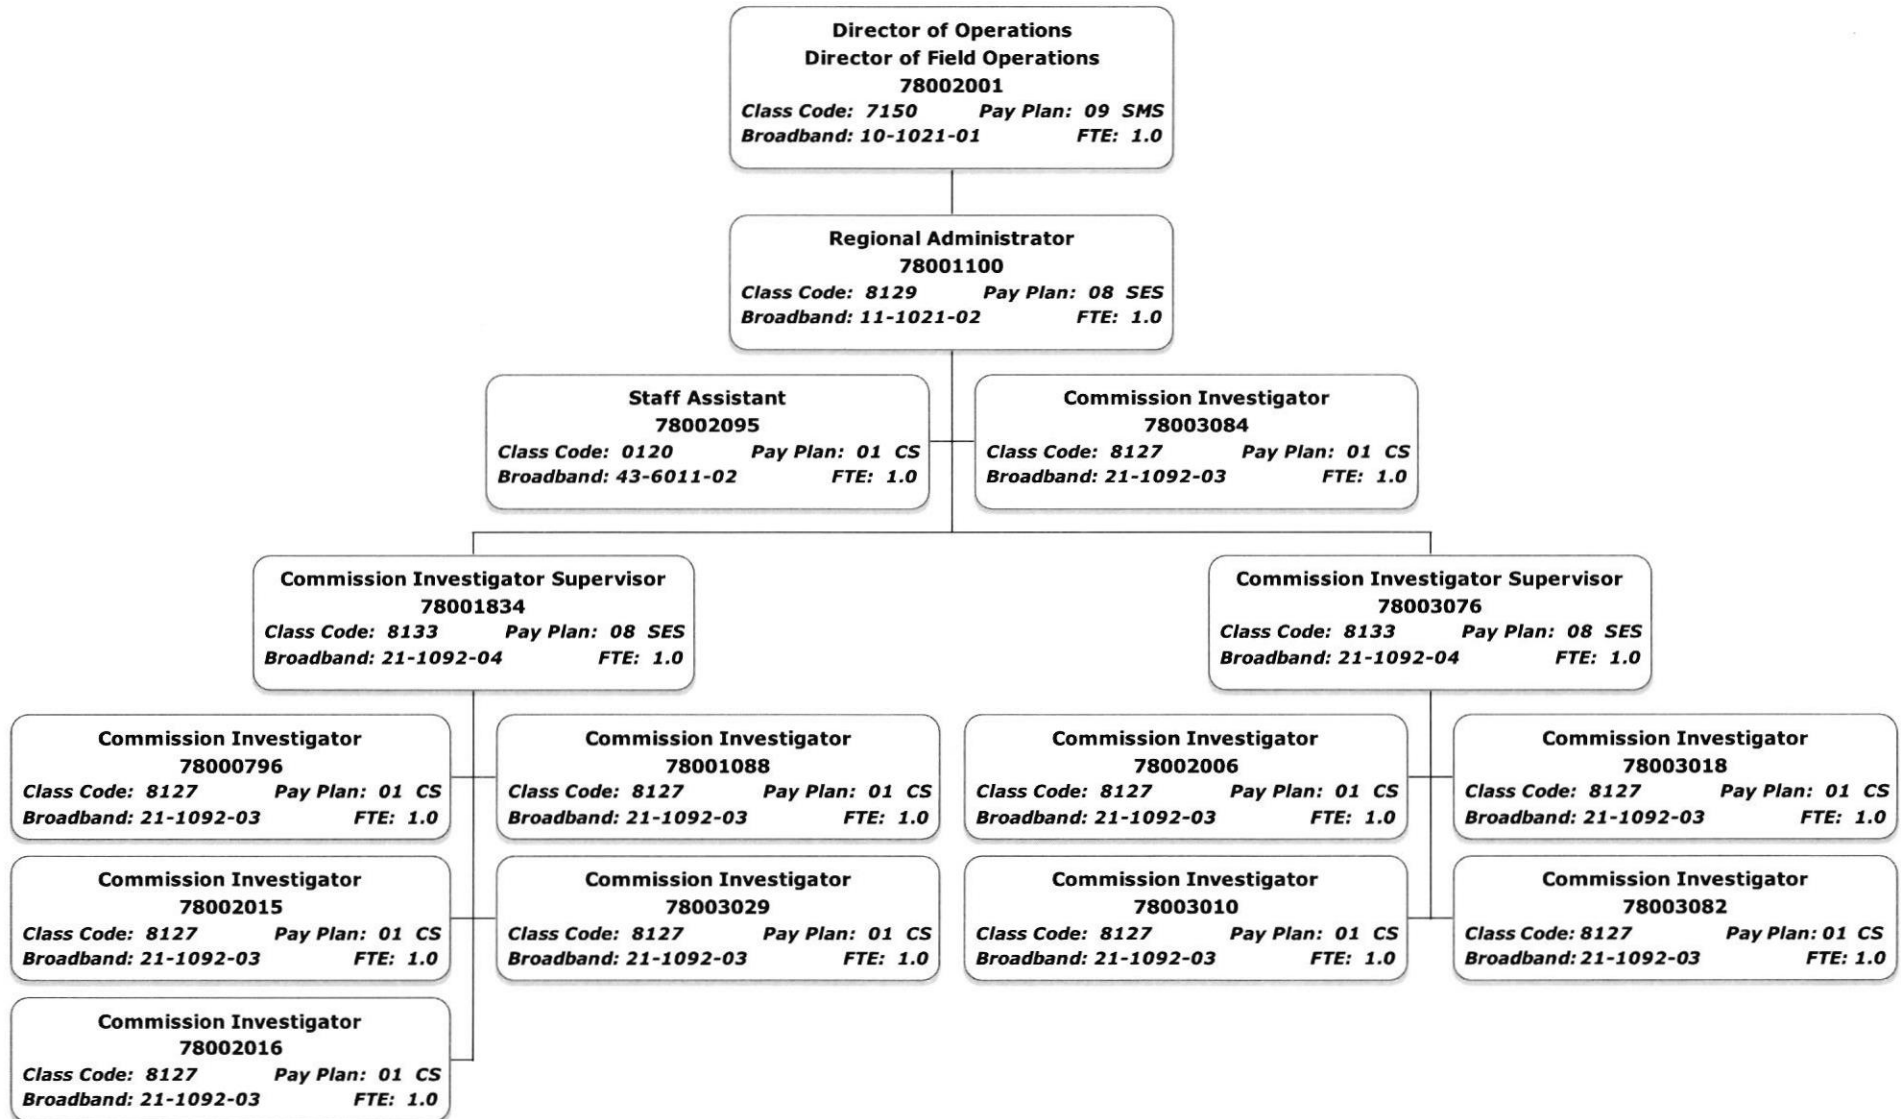 Director of Operations
Director of Field Operations
78002001
Class Code: 7150 Pay Plan: 09 SMS
Broadband: 10-1021-01 FTE: 1.0
Regional Administrator
78001100
Class Code: 8129 Pay Plan: 08 SES
Broadband: 11-1021-02 FTE: 1.0
Staff Assistant
78002095
Class Code: 0120 Pay Plan: 01 CS
Broadband: 43-6011-02 FTE: 1.0
Commission Investigator
78003084
Class Code: 8127 Pay Plan: 01 CS
Broadband: 21-1092-03 FTE: 1.0
Commission Investigator Supervisor
78001834
Class Code: 8133 Pay Plan: 08 SES
Broadband: 21-1092-04 FTE: 1.0
Commission Investigator Supervisor
78003076
Class Code: 8133 Pay Plan: 08 SES
Broadband: 21-1092-04 FTE: 1.0
Commission Investigator
78000796
Class Code: 8127 Pay Plan: 01 CS
Broadband: 21-1092-03 FTE: 1.0
Commission Investigator
78001088
Class Code: 8127 Pay Plan: 01 CS
Broadband: 21-1092-03 FTE: 1.0
Commission Investigator
78002006
Class Code: 8127 Pay Plan: 01 CS
Broadband: 21-1092-03 FTE: 1.0
Commission Investigator
78003018
Class Code: 8127 Pay Plan: 01 CS
Broadband: 21-1092-03 FTE: 1.0
Commission Investigator
78002015
Class Code: 8127 Pay Plan: 01 CS
Broadband: 21-1092-03 FTE: 1.0
Commission Investigator
78003029
Class Code: 8127 Pay Plan: 01 CS
Broadband: 21-1092-03 FTE: 1.0
Commission Investigator
78003010
Class Code: 8127 Pay Plan: 01 CS
Broadband: 21-1092-03 FTE: 1.0
Commission Investigator
78003082
Class Code: 8127 Pay Plan: 01 CS
Broadband: 21-1092-03 FTE: 1.0
Commission Investigator
78002016
Class Code: 8127 Pay Plan: 01 CS
Broadband: 21-1092-03 FTE: 1.0